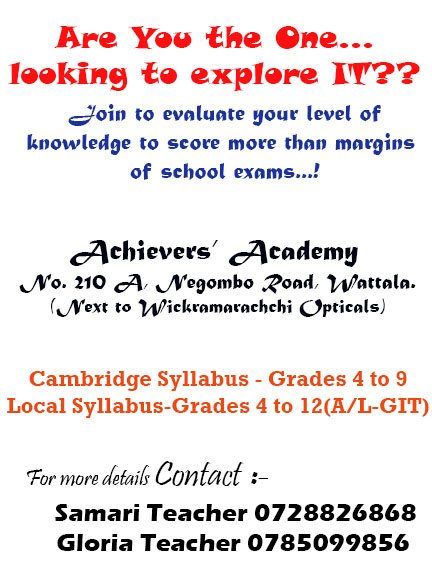 Are You the One...
looking to explore IT??
Join to evaluate your level of
knowledge to score more than margins
of school exams...!
Achievers' Academy
No. 210 A, Negombo Road, Wattala.
(Next to Wickramarachchi Opticals)
Cambridge Syllabus - Grades 4 to 9
Local Syllabus-Grades 4 to 12(A/L-GIT)
For more details Contact :-
Samari Teacher 0728826868
Gloria Teacher 0785099856